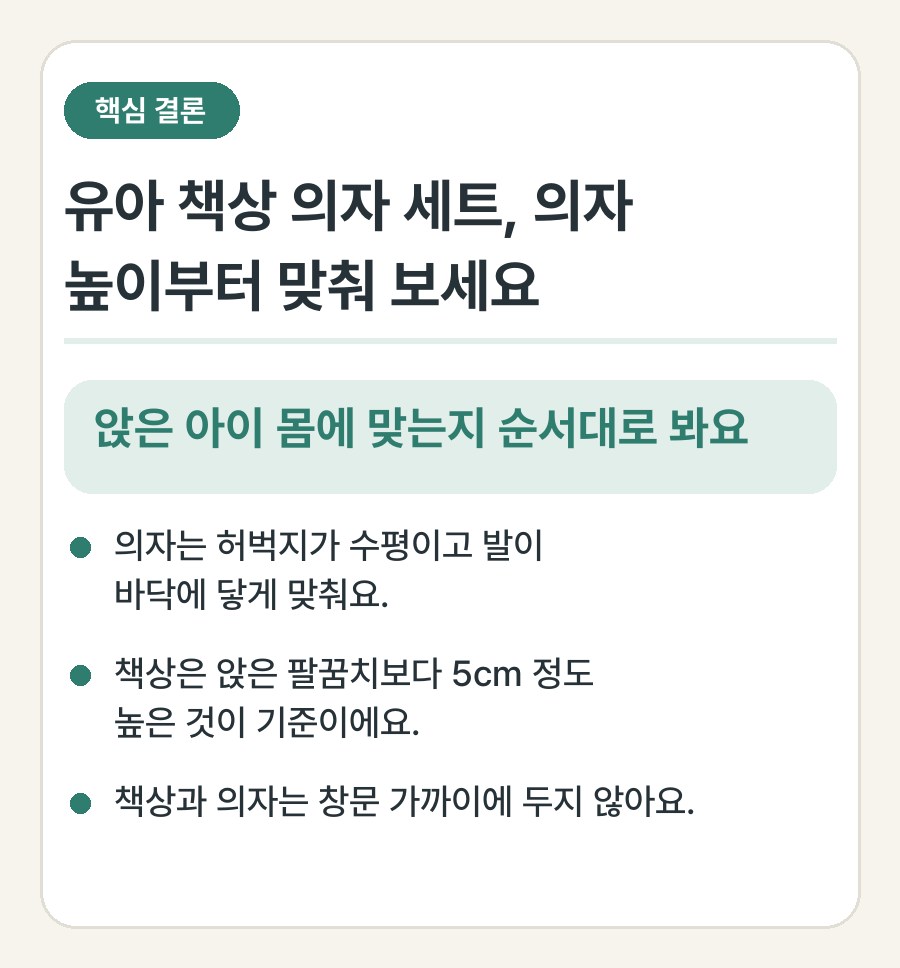 핵심 결론
유아 책상 의자 세트, 의자
높이부터 맞춰 보세요
앉은 아이 몸에 맞는지 순서대로 봐요
의자는 허벅지가 수평이고 발이
바닥에 닿게 맞춰요.
책상은 앉은 팔꿈치보다 5cm 정도
높은 것이 기준이에요.
책상과 의자는 창문 가까이에 두지 않아요.